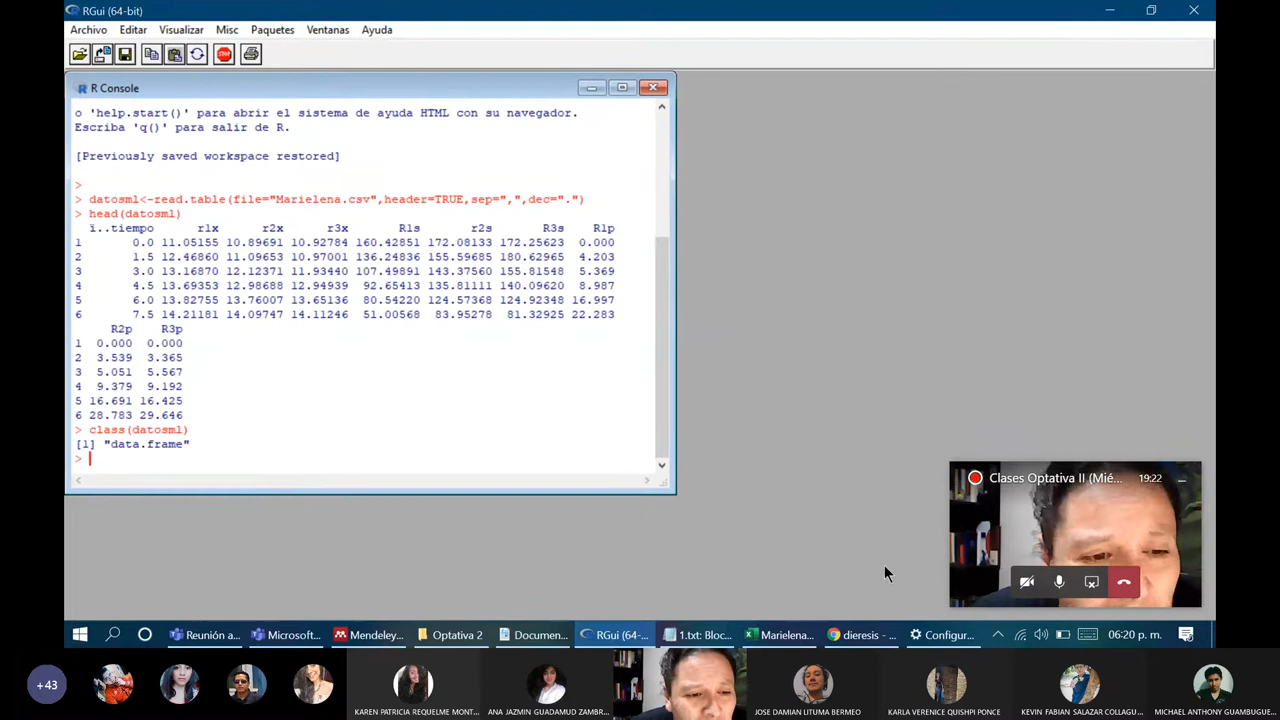 RGui (64-bit)
Archivo Editar Visualizar Misc Paquetes Ventanas Ayuda
STOP
R Console
o 'help.start()' para abrir el sistema de ayuda HTML con su navegador.
Escriba 'q()' para salir de R.
[Previously saved workspace restored]
>
> datosml<-read.table(file="Marielena.csv",header=TRUE,sep=",",dec=".")
> head(datosml)
ï..tiempo r1x r2x r3x R1s r2s R3s R1p
1 0.0 11.05155 10.89691 10.92784 160.42851 172.08133 172.25623 0.000
2 1.5 12.46860 11.09653 10.97001 136.24836 155.59685 180.62965 4.203
3 3.0 13.16870 12.12371 11.93440 107.49891 143.37560 155.81548 5.369
4 4.5 13.69353 12.98688 12.94939 92.65413 135.81111 140.09620 8.987
5 6.0 13.82755 13.76007 13.65136 80.54220 124.57368 124.92348 16.997
6 7.5 14.21181 14.09747 14.11246 51.00568 83.95278 81.32925 22.283
R2p R3p
1 0.000 0.000
2 3.539 3.365
3 5.051 5.567
4 9.379 9.192
5 16.691 16.425
6 28.783 29.646
> class(datosml)
[1] "data.frame"
>
Clases Optativa II (Mié... 19:22
Reunión a... Microsoft... Mendeley... Optativa 2 Documen... RGui (64-... 1.txt: Bloc... Marielena... dieresis - ... Configur... 06:20 p. m.
+43
KAREN PATRICIA REQUELME MONT... ANA JAZMIN GUADAMUD ZAMBR... JOSE DAMIAN LITUMA BERMEO KARLA VERENICE QUISHPI PONCE KEVIN FABIAN SALAZAR COLLAGU... MICHAEL ANTHONY GUAMBUGUE...